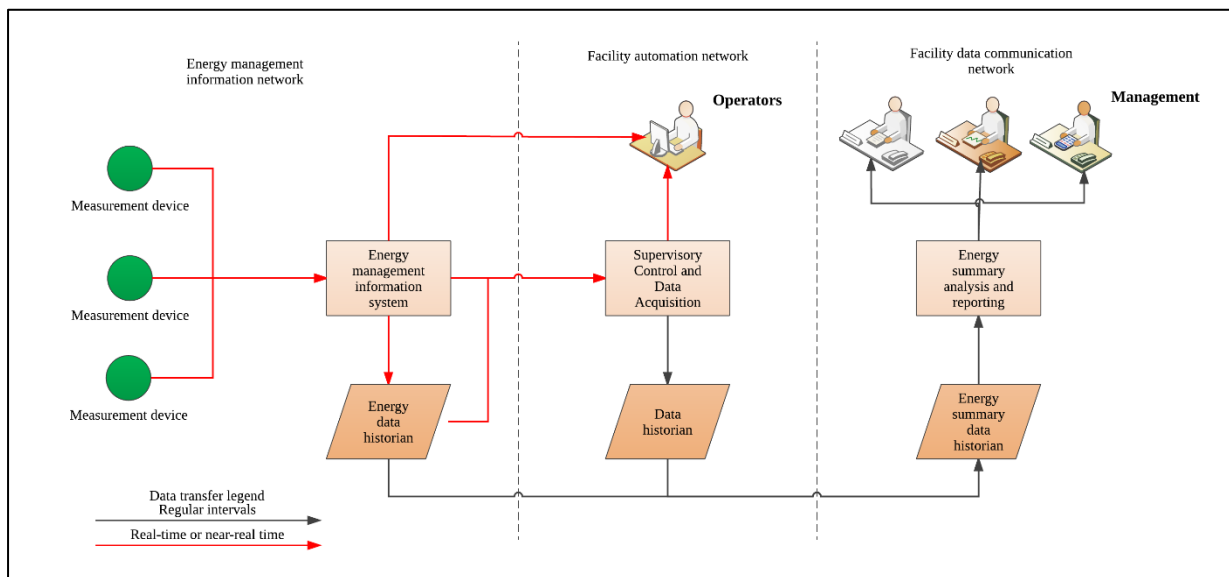 Energy management
information network
Facility automation network
Facility data communication
network
Operators
Management
Measurement device
Measurement device
Measurement device
Energy
management
information
system
Supervisory
Control and
Data
Acquisition
Energy
summary
analysis and
reporting
Energy
data
historian
Data
historian
Energy
summary
data
historian
Data transfer legend
Regular intervals
Real-time or near-real time